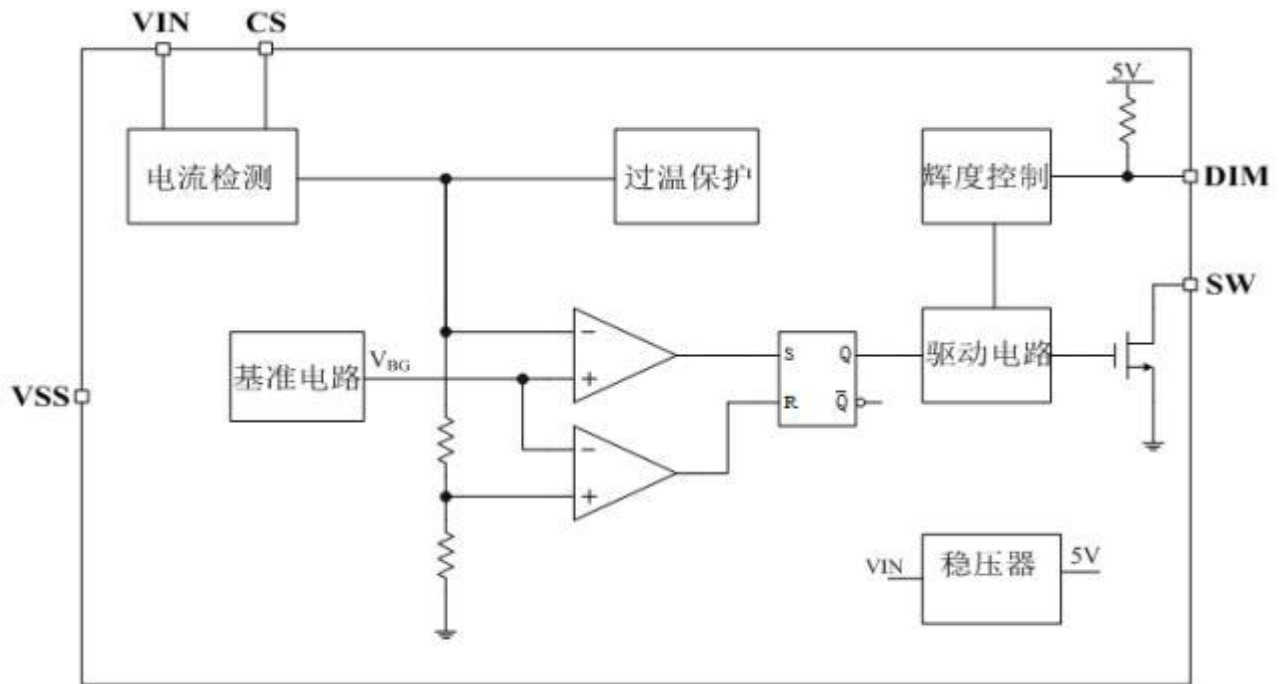 VIN
CS
5V
电流检测
过温保护
辉度控制
DIM
SW
基准电路
V_BG
−
+
S
Q
R
Q̅
驱动电路
VSS
−
+
VIN
稳压器
5V